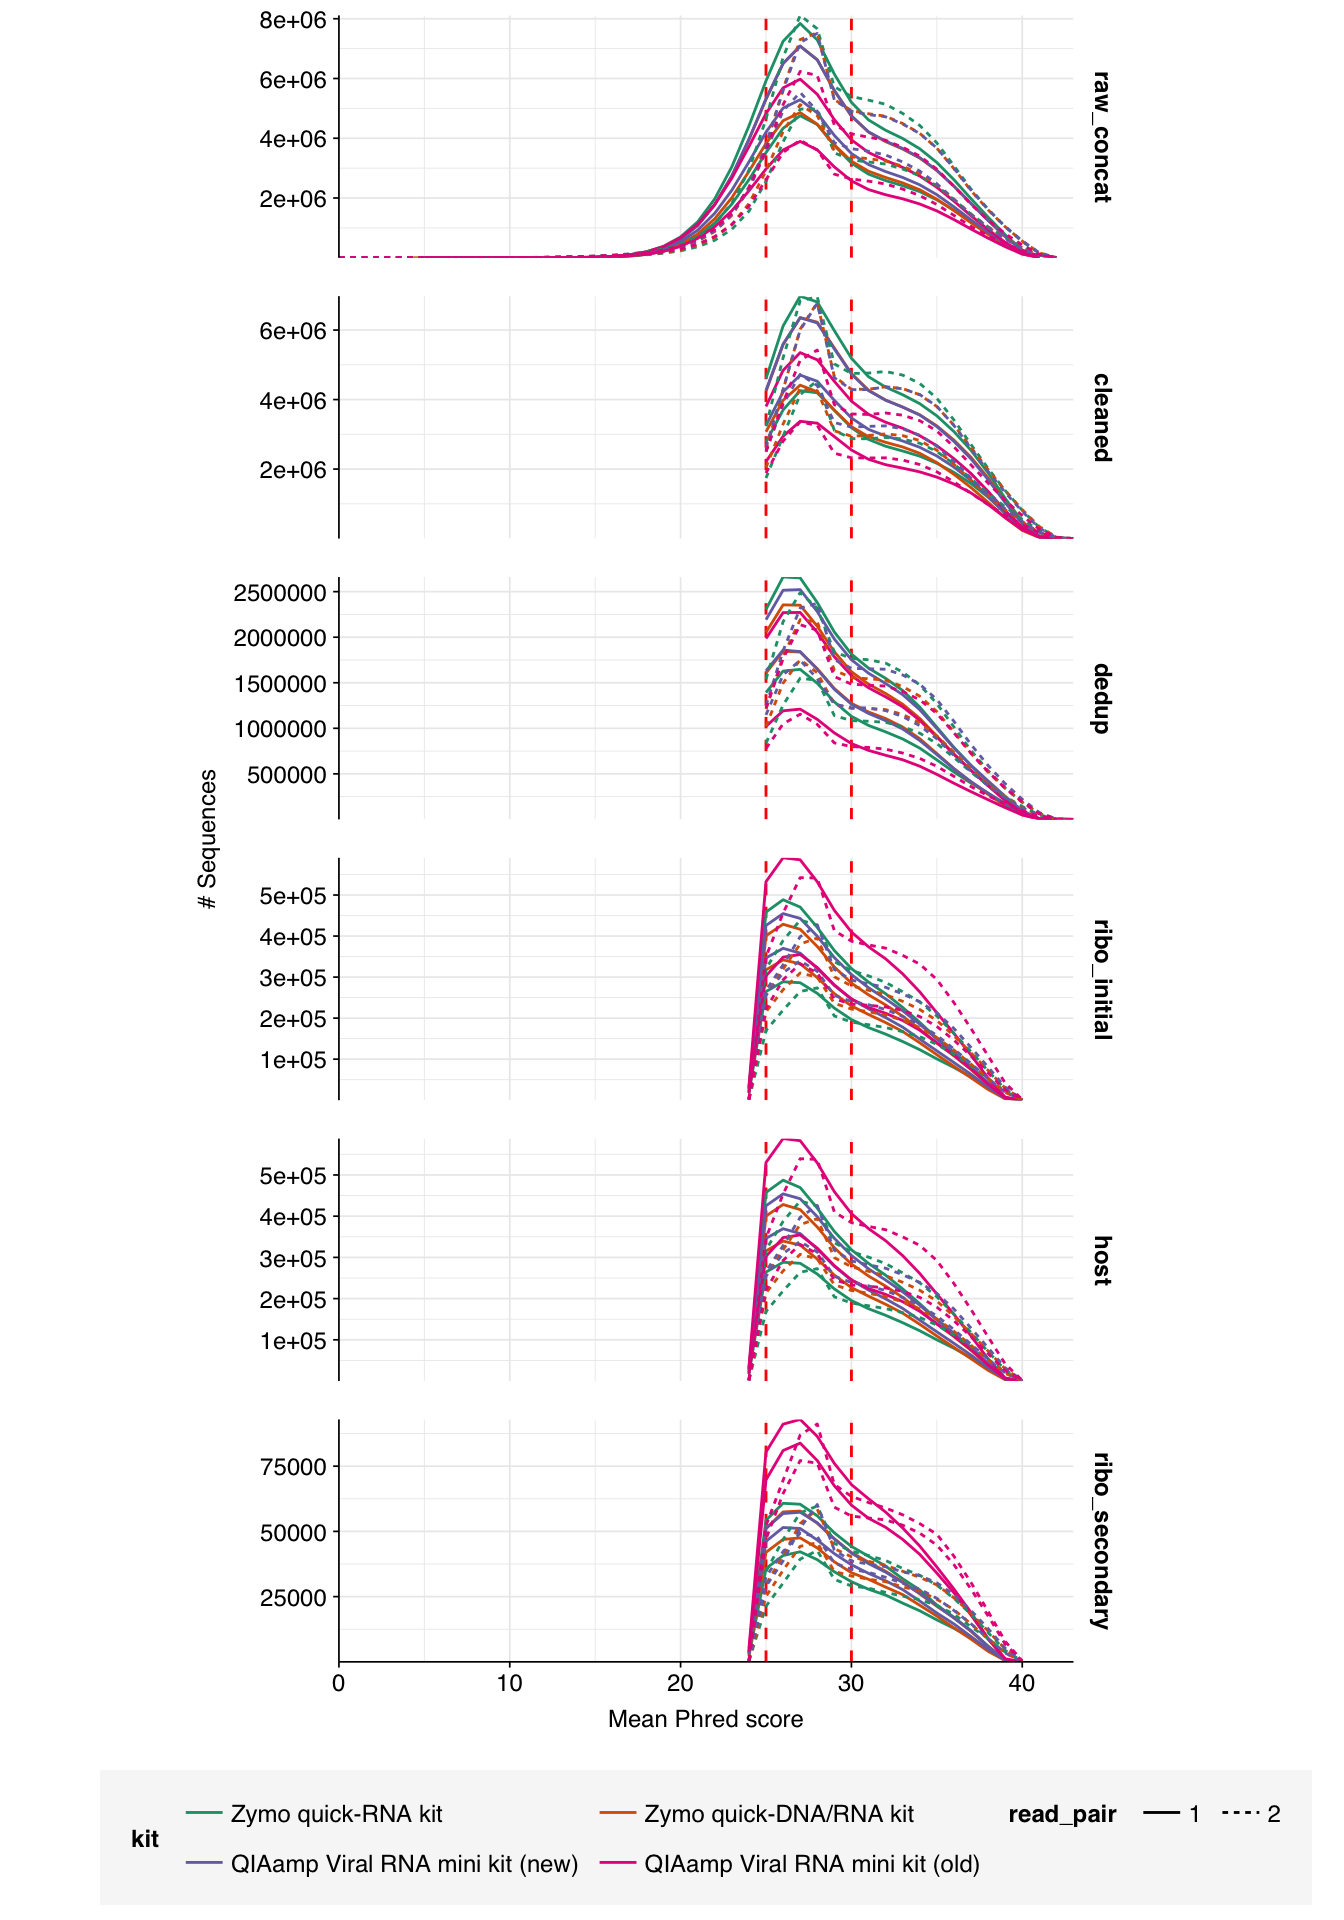 8e+06
6e+06
4e+06
2e+06
raw_concat
6e+06
4e+06
2e+06
cleaned
2500000
2000000
1500000
1000000
500000
dedup
# Sequences
5e+05
4e+05
3e+05
2e+05
1e+05
ribo_initial
5e+05
4e+05
3e+05
2e+05
1e+05
host
75000
50000
25000
ribo_secondary
0 10 20 30 40
Mean Phred score
kit
Zymo quick-RNA kit
Zymo quick-DNA/RNA kit
QIAamp Viral RNA mini kit (new)
QIAamp Viral RNA mini kit (old)
read_pair 1 2